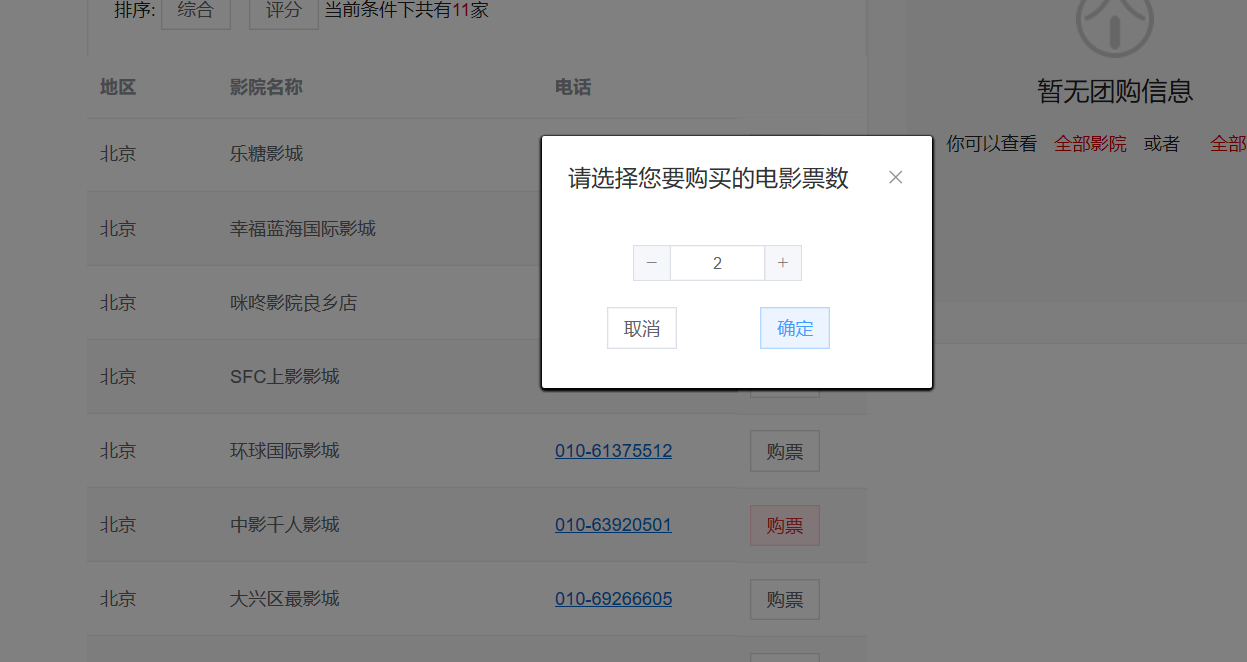 排序: 综合 评分 当前条件下共有11家
暂无团购信息
你可以查看 全部影院 或者 全部
地区 影院名称 电话
北京 乐糖影城
北京 幸福蓝海国际影城
北京 咪咚影院良乡店
北京 SFC上影影城
北京 环球国际影城 010-61375512 购票
北京 中影千人影城 010-63920501 购票
北京 大兴区最影城 010-69266605 购票
请选择您要购买的电影票数
2
取消 确定